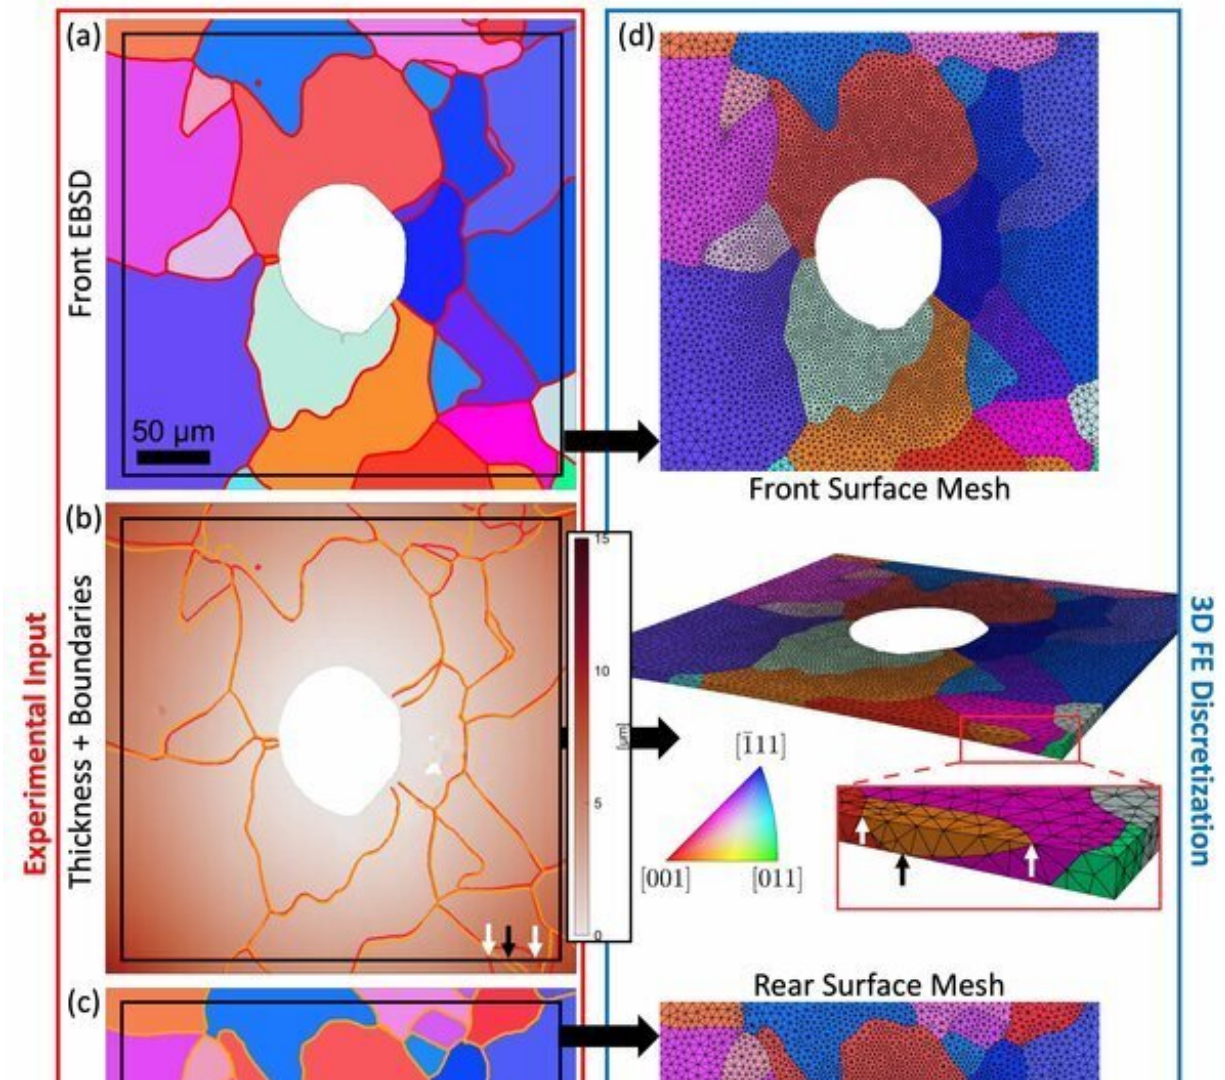 (a)
(d)
Front EBSD
50 µm
Front Surface Mesh
(b)
Thickness + Boundaries
15
10
[µm]
5
0
Experimental Input
3D FE Discretization
[1̄11]
[001]
[011]
Rear Surface Mesh
(c)